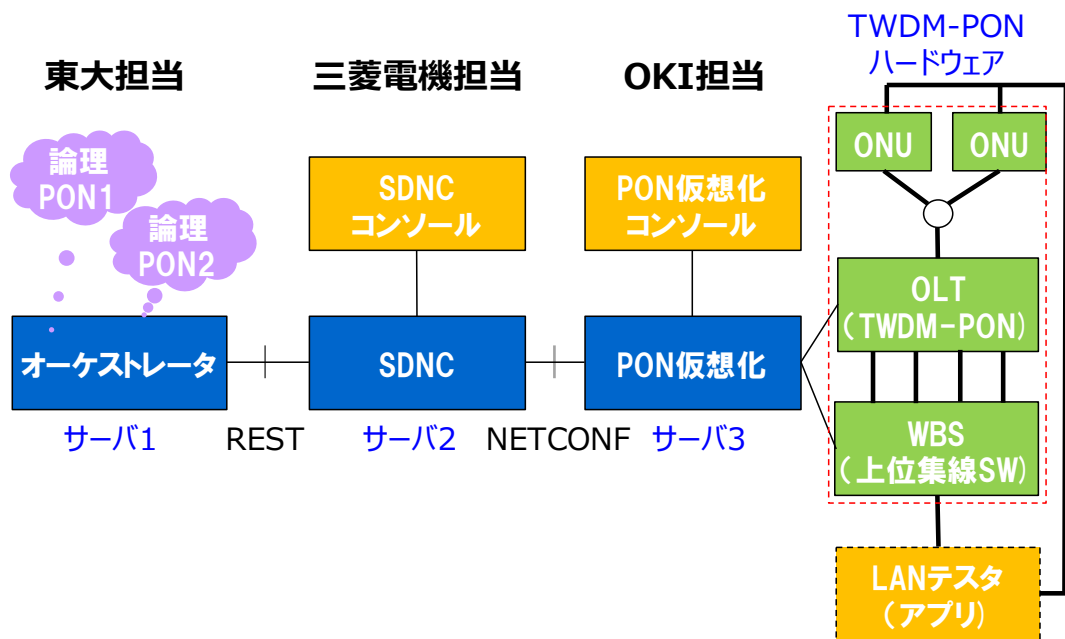 TWDM-PON
ハードウェア
東大担当
三菱電機担当
OKI担当
論理
PON1
論理
PON2
SDNC
コンソール
PON仮想化
コンソール
ONU
ONU
オーケストレータ
SDNC
PON仮想化
OLT
(TWDM-PON)
サーバ1
REST
サーバ2
NETCONF
サーバ3
WBS
(上位集線SW)
LANテスタ
(アプリ)